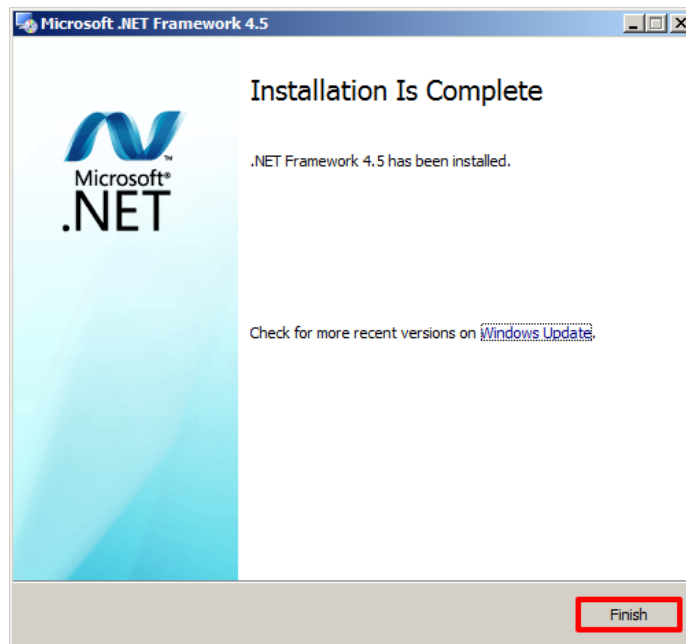 Microsoft .NET Framework 4.5
Installation Is Complete
.NET Framework 4.5 has been installed.
Microsoft®
.NET
™
Check for more recent versions on Windows Update.
Finish